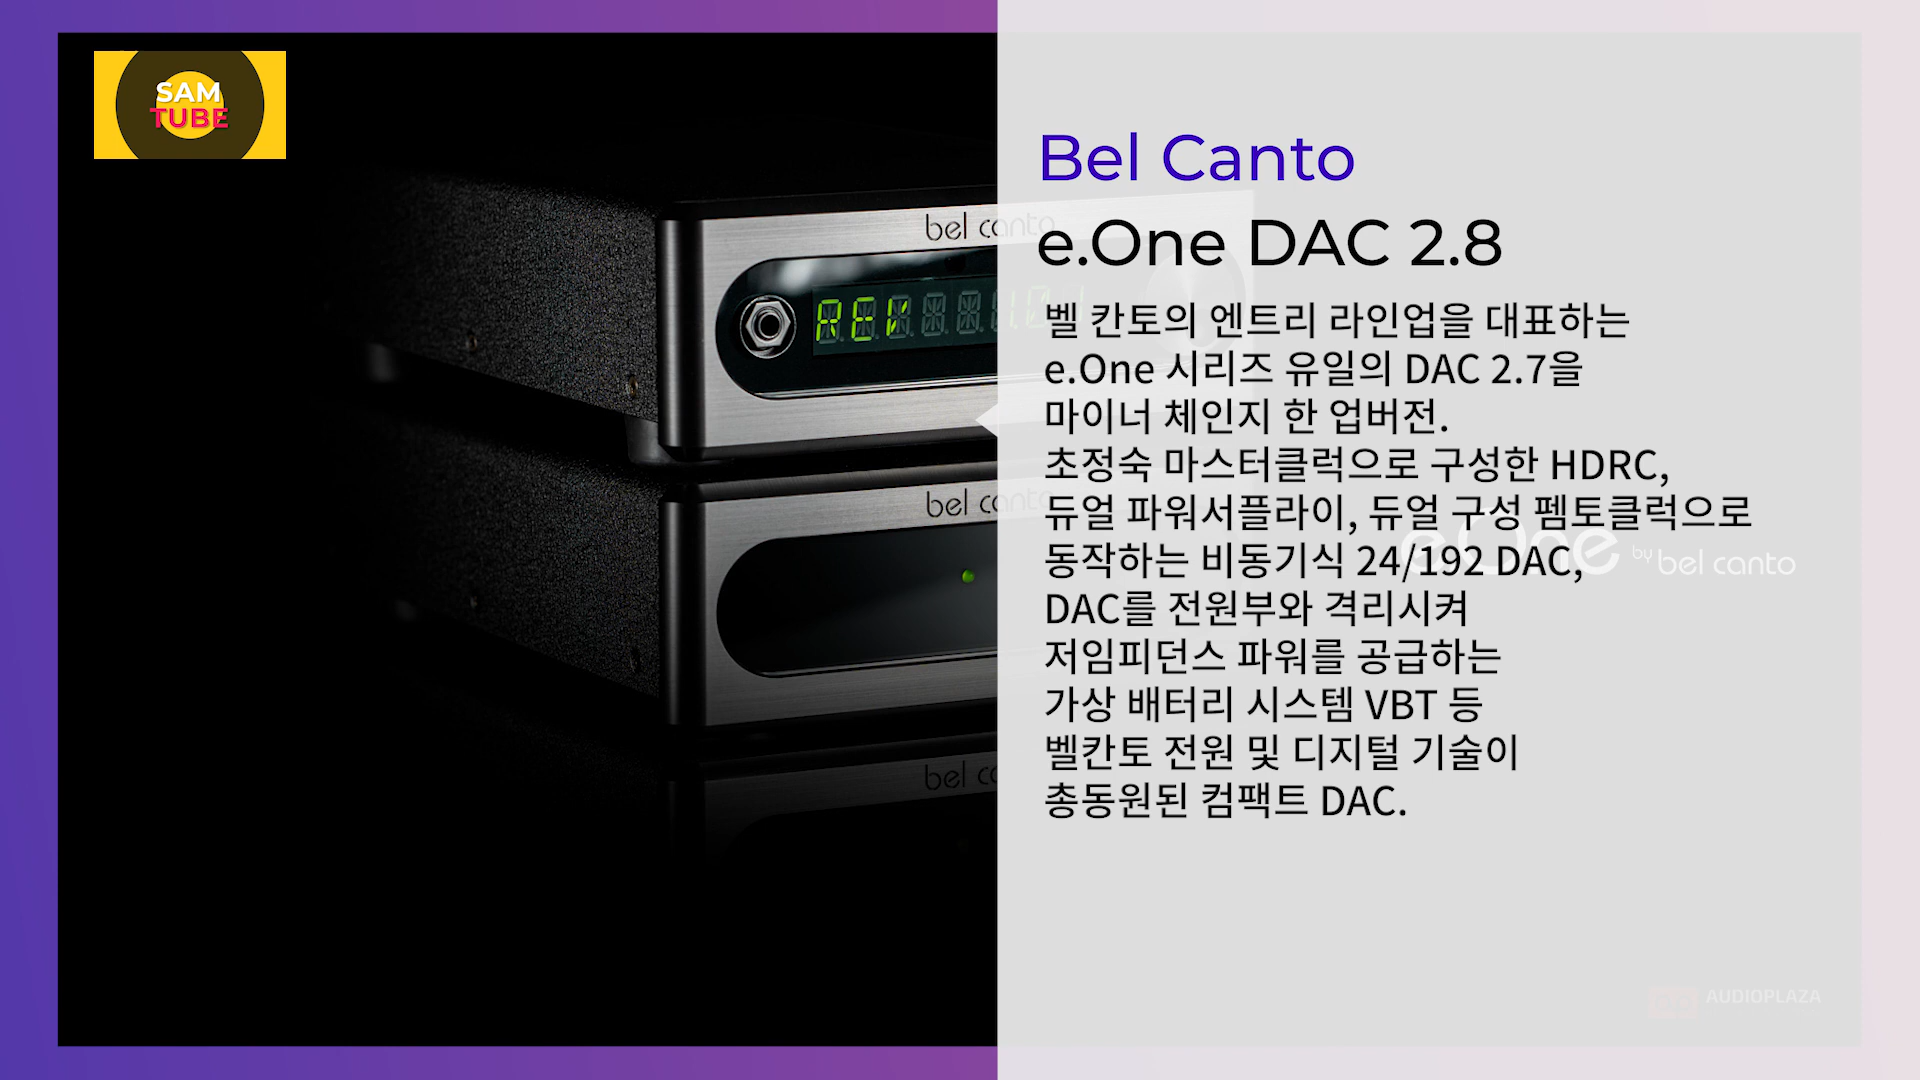 SAM
TUBE
bel canto
REV 1.0.1
bel canto
bel ca
Bel Canto
e.One DAC 2.8
벨 칸토의 엔트리 라인업을 대표하는
e.One 시리즈 유일의 DAC 2.7을
마이너 체인지 한 업버전.
초정숙 마스터클럭으로 구성한 HDRC,
듀얼 파워서플라이, 듀얼 구성 펨토클럭으로
동작하는 비동기식 24/192 DAC,
DAC를 전원부와 격리시켜
저임피던스 파워를 공급하는
가상 배터리 시스템 VBT 등
벨칸토 전원 및 디지털 기술이
총동원된 컴팩트 DAC.
e.One by bel canto
AUDIOPLAZA